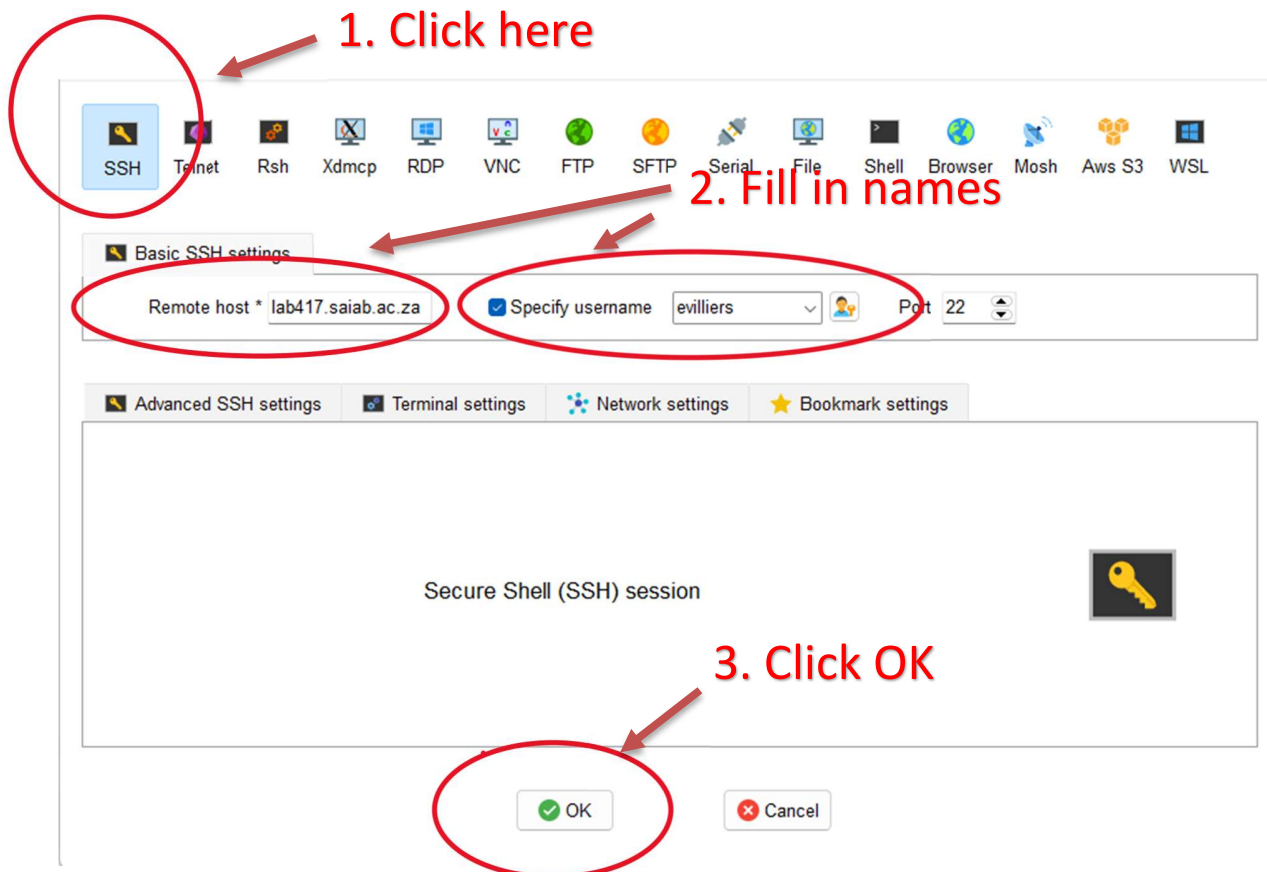 1. Click here
SSH Telnet Rsh Xdmcp RDP VNC FTP SFTP Serial File Shell Browser Mosh Aws S3 WSL
2. Fill in names
Basic SSH settings
Remote host * lab417.saiab.ac.za Specify username evilliers Port 22
Advanced SSH settings Terminal settings Network settings Bookmark settings
Secure Shell (SSH) session
3. Click OK
OK Cancel